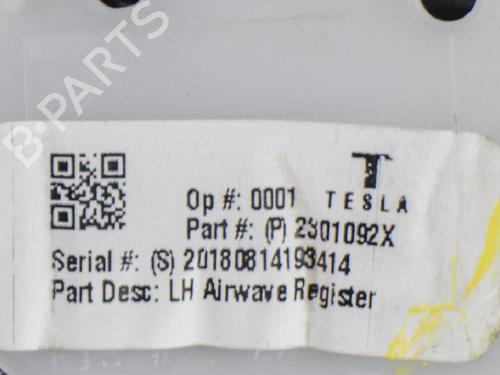 B-PARTS
Op #: 0001
TESLA
Part #: (P) 2301092X
Serial #: (S) 20180814193414
Part Desc: LH Airwave Register